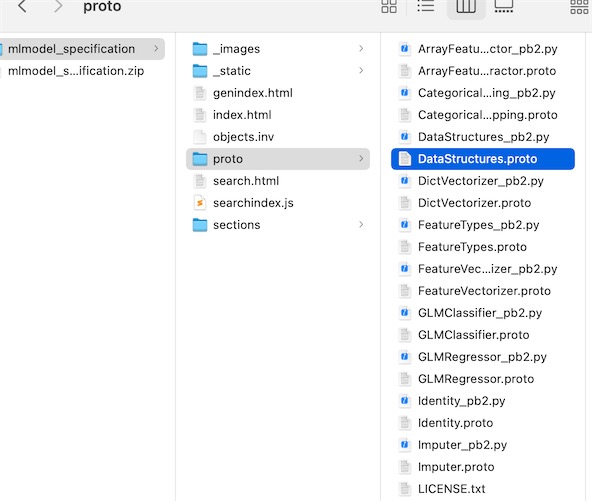 proto
mlmodel_specification
mlmodel_s...ification.zip
_images
_static
genindex.html
index.html
objects.inv
proto
search.html
searchindex.js
sections
ArrayFeatu...ctor_pb2.py
ArrayFeatu...ractor.proto
Categorical...ing_pb2.py
Categorical...pping.proto
DataStructures_pb2.py
DataStructures.proto
DictVectorizer_pb2.py
DictVectorizer.proto
FeatureTypes_pb2.py
FeatureTypes.proto
FeatureVec...izer_pb2.py
FeatureVectorizer.proto
GLMClassifier_pb2.py
GLMClassifier.proto
GLMRegressor_pb2.py
GLMRegressor.proto
Identity_pb2.py
Identity.proto
Imputer_pb2.py
Imputer.proto
LICENSE.txt